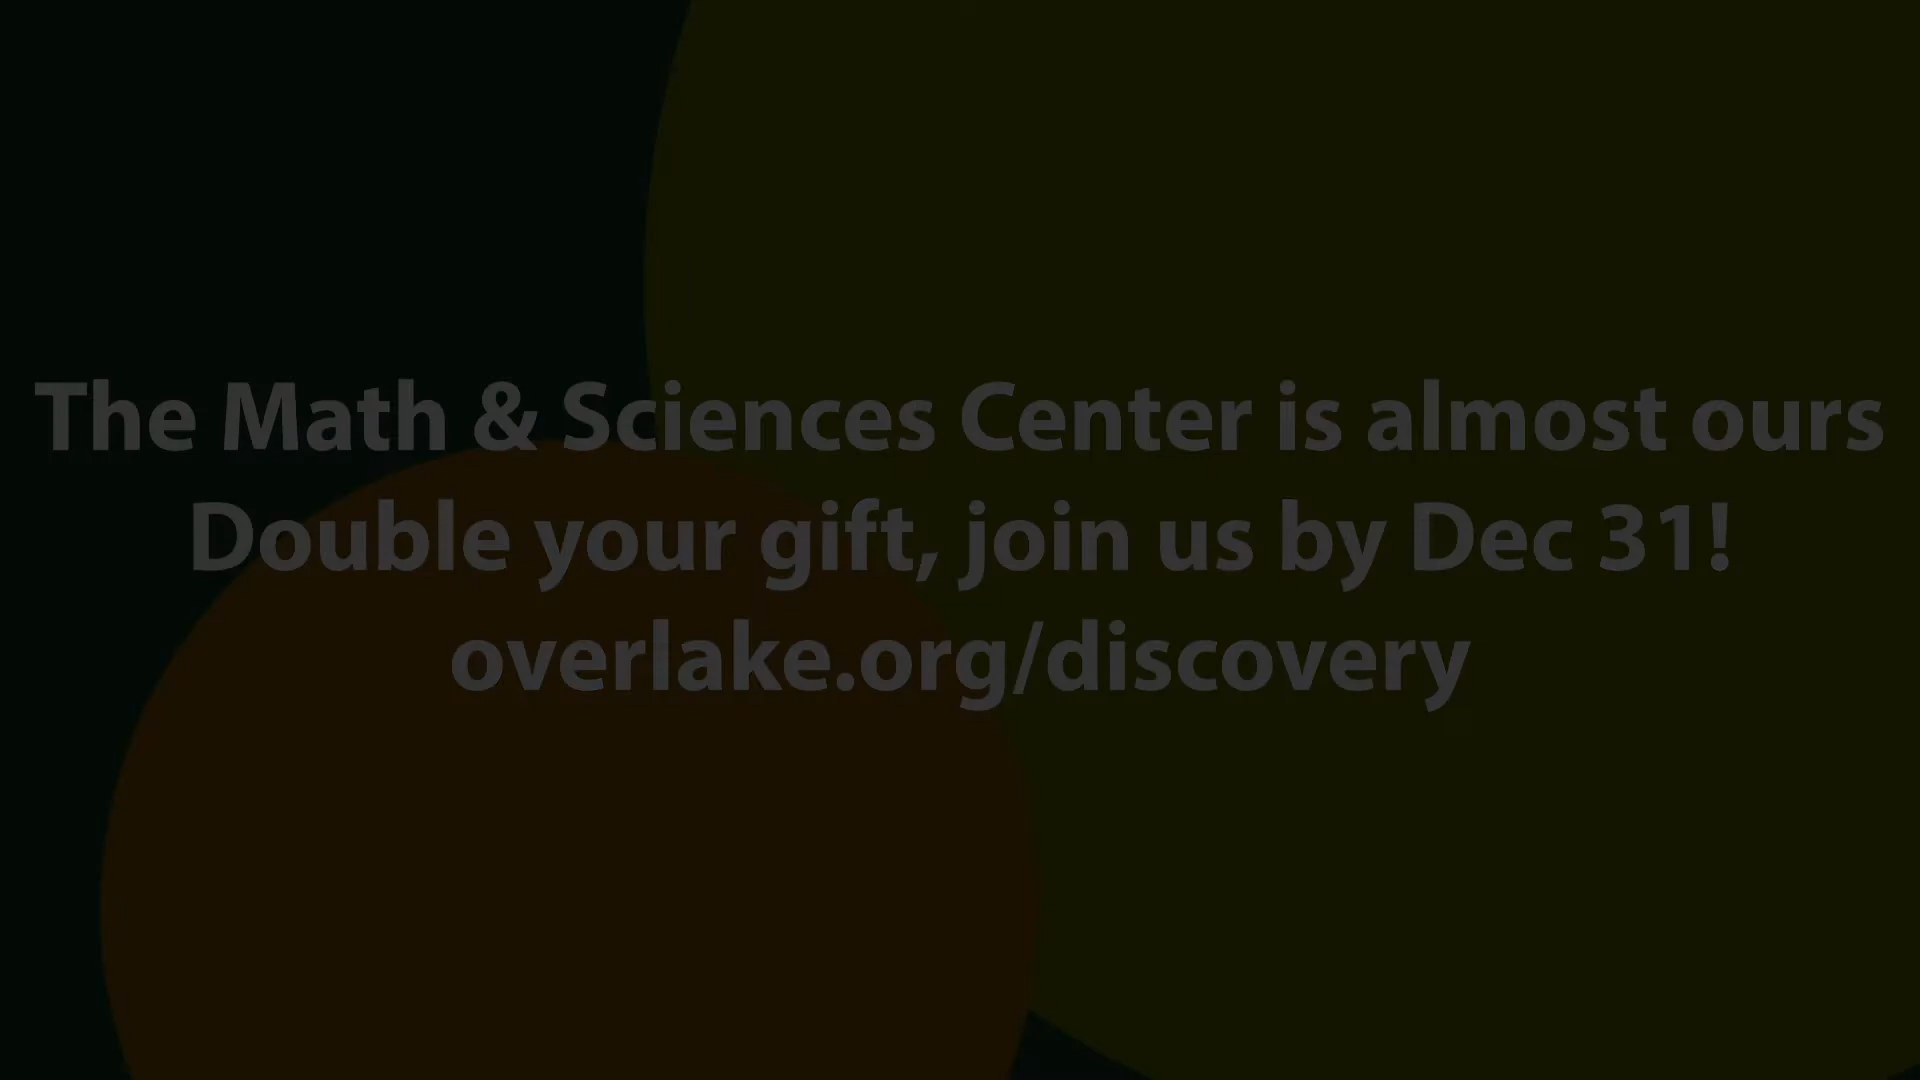 The Math & Sciences Center is almost ours
Double your gift, join us by Dec 31!
overlake.org/discovery